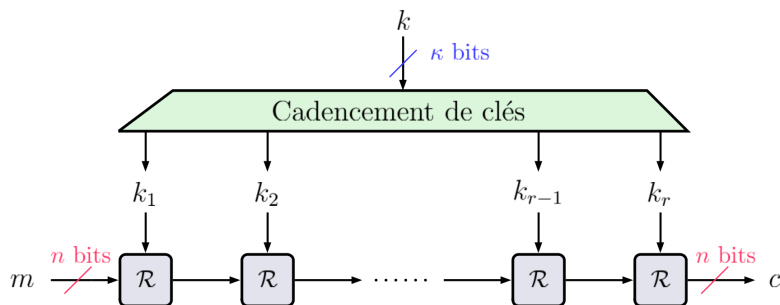 k
κ bits
Cadencement de clés
k₁ k₂ kᵣ₋₁ kᵣ
n bits n bits
m ℛ ℛ ...... ℛ ℛ c